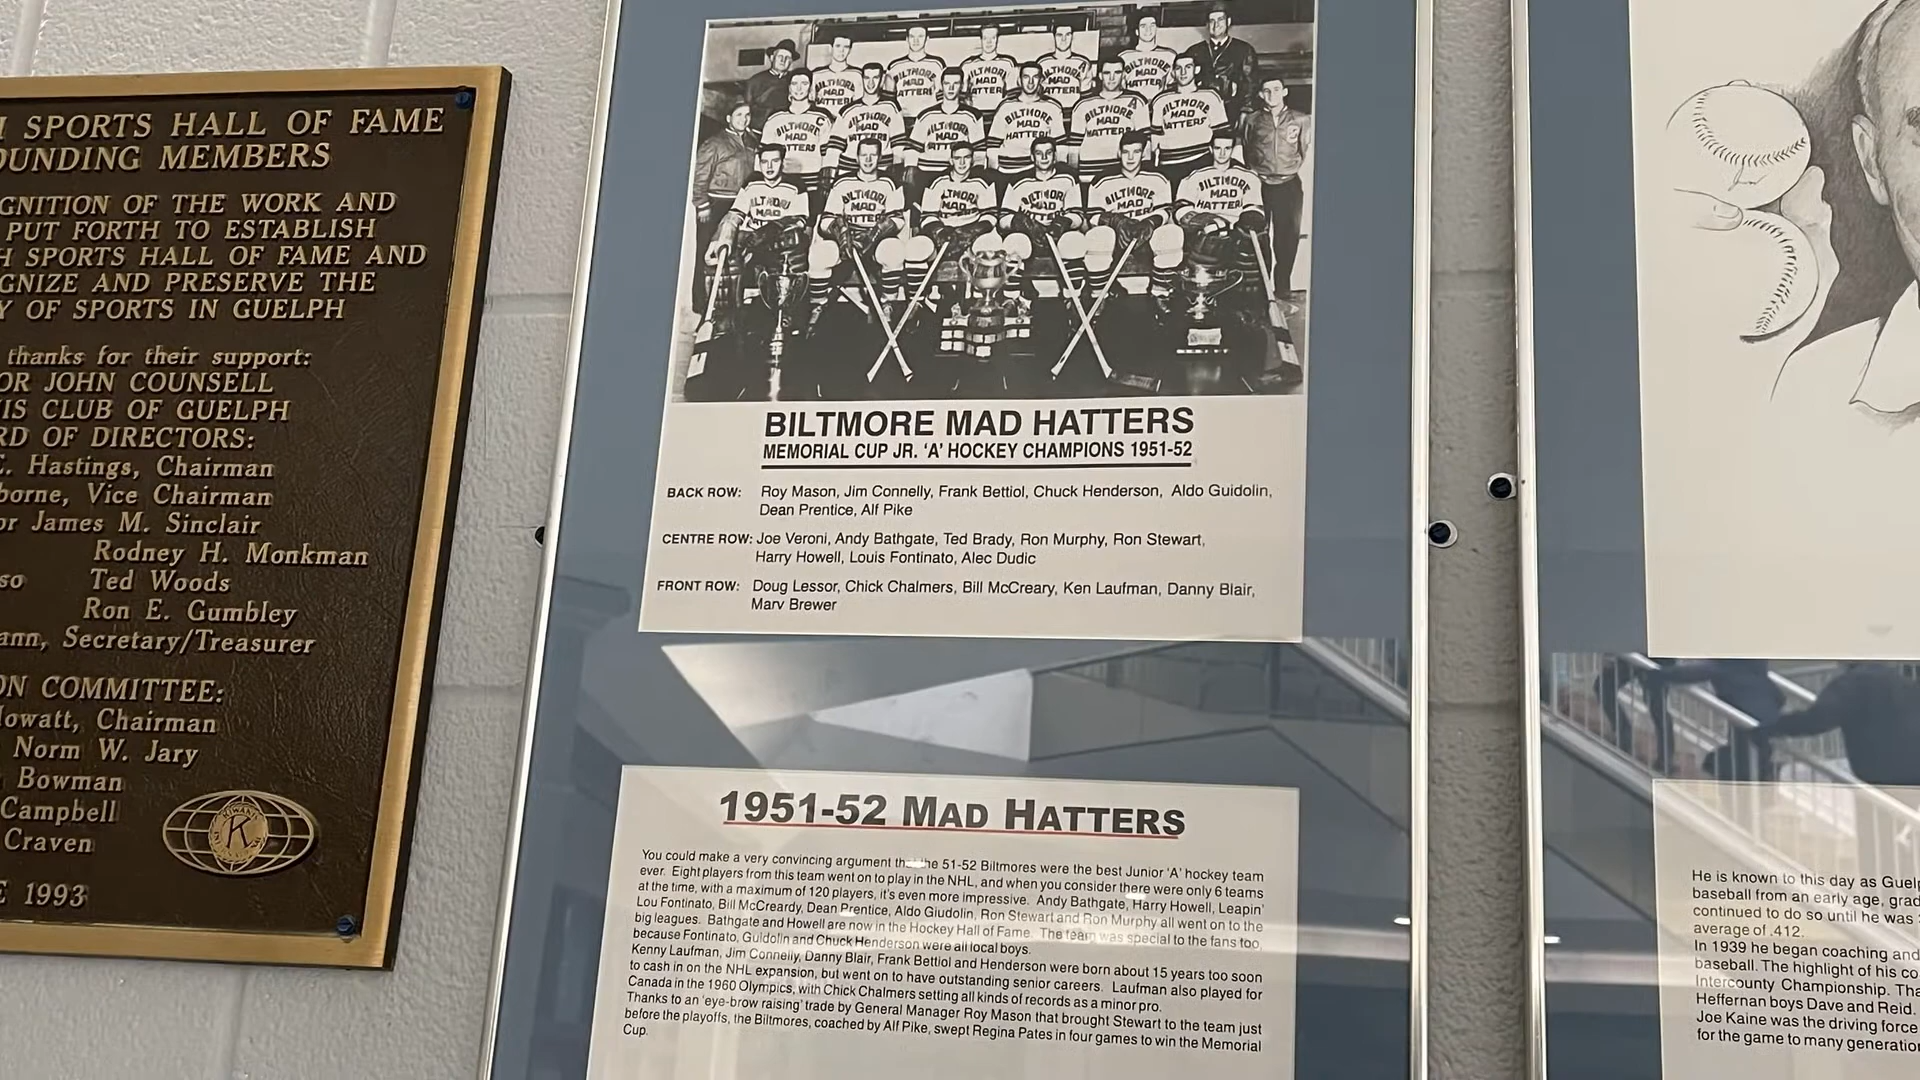 SPORTS HALL OF FAME
OUNDING MEMBERS
GNITION OF THE WORK AND
PUT FORTH TO ESTABLISH
H SPORTS HALL OF FAME AND
GNIZE AND PRESERVE THE
Y OF SPORTS IN GUELPH
thanks for their support:
OR JOHN COUNSELL
IS CLUB OF GUELPH
RD OF DIRECTORS:
E. Hastings, Chairman
borne, Vice Chairman
or James M. Sinclair
Rodney H. Monkman
so Ted Woods
Ron E. Gumbley
ann, Secretary/Treasurer
ON COMMITTEE:
Howatt, Chairman
Norm W. Jary
Bowman
Campbell
Craven
E 1993
K
BILTMORE MAD HATTERS
MEMORIAL CUP JR. 'A' HOCKEY CHAMPIONS 1951-52
BACK ROW: Roy Mason, Jim Connelly, Frank Bettiol, Chuck Henderson, Aldo Guidolin,
Dean Prentice, Alf Pike
CENTRE ROW: Joe Veroni, Andy Bathgate, Ted Brady, Ron Murphy, Ron Stewart,
Harry Howell, Louis Fontinato, Alec Dudic
FRONT ROW: Doug Lessor, Chick Chalmers, Bill McCreary, Ken Laufman, Danny Blair,
Marv Brewer
1951-52 MAD HATTERS
You could make a very convincing argument that the 51-52 Biltmores were the best Junior 'A' hockey team
ever. Eight players from this team went on to play in the NHL, and when you consider there were only 6 teams
at the time, with a maximum of 120 players, it's even more impressive. Andy Bathgate, Harry Howell, Leapin'
Lou Fontinato, Bill McCreardy, Dean Prentice, Aldo Giudolin, Ron Stewart and Ron Murphy all went on to the
big leagues. Bathgate and Howell are now in the Hockey Hall of Fame. The team was special to the fans too,
because Fontinato, Guidolin and Chuck Henderson were all local boys.
Kenny Laufman, Jim Connelly, Danny Blair, Frank Bettiol and Henderson were born about 15 years too soon
to cash in on the NHL expansion, but went on to have outstanding senior careers. Laufman also played for
Canada in the 1960 Olympics, with Chick Chalmers setting all kinds of records as a minor pro.
Thanks to an 'eye-brow raising' trade by General Manager Roy Mason that brought Stewart to the team just
before the playoffs, the Biltmores, coached by Alf Pike, swept Regina Pates in four games to win the Memorial
Cup.
He is known to this day as Guelp
baseball from an early age, grad
continued to do so until he was
average of .412.
In 1939 he began coaching and
baseball. The highlight of his co
Intercounty Championship. Tha
Heffernan boys Dave and Reid.
Joe Kaine was the driving force
for the game to many generation